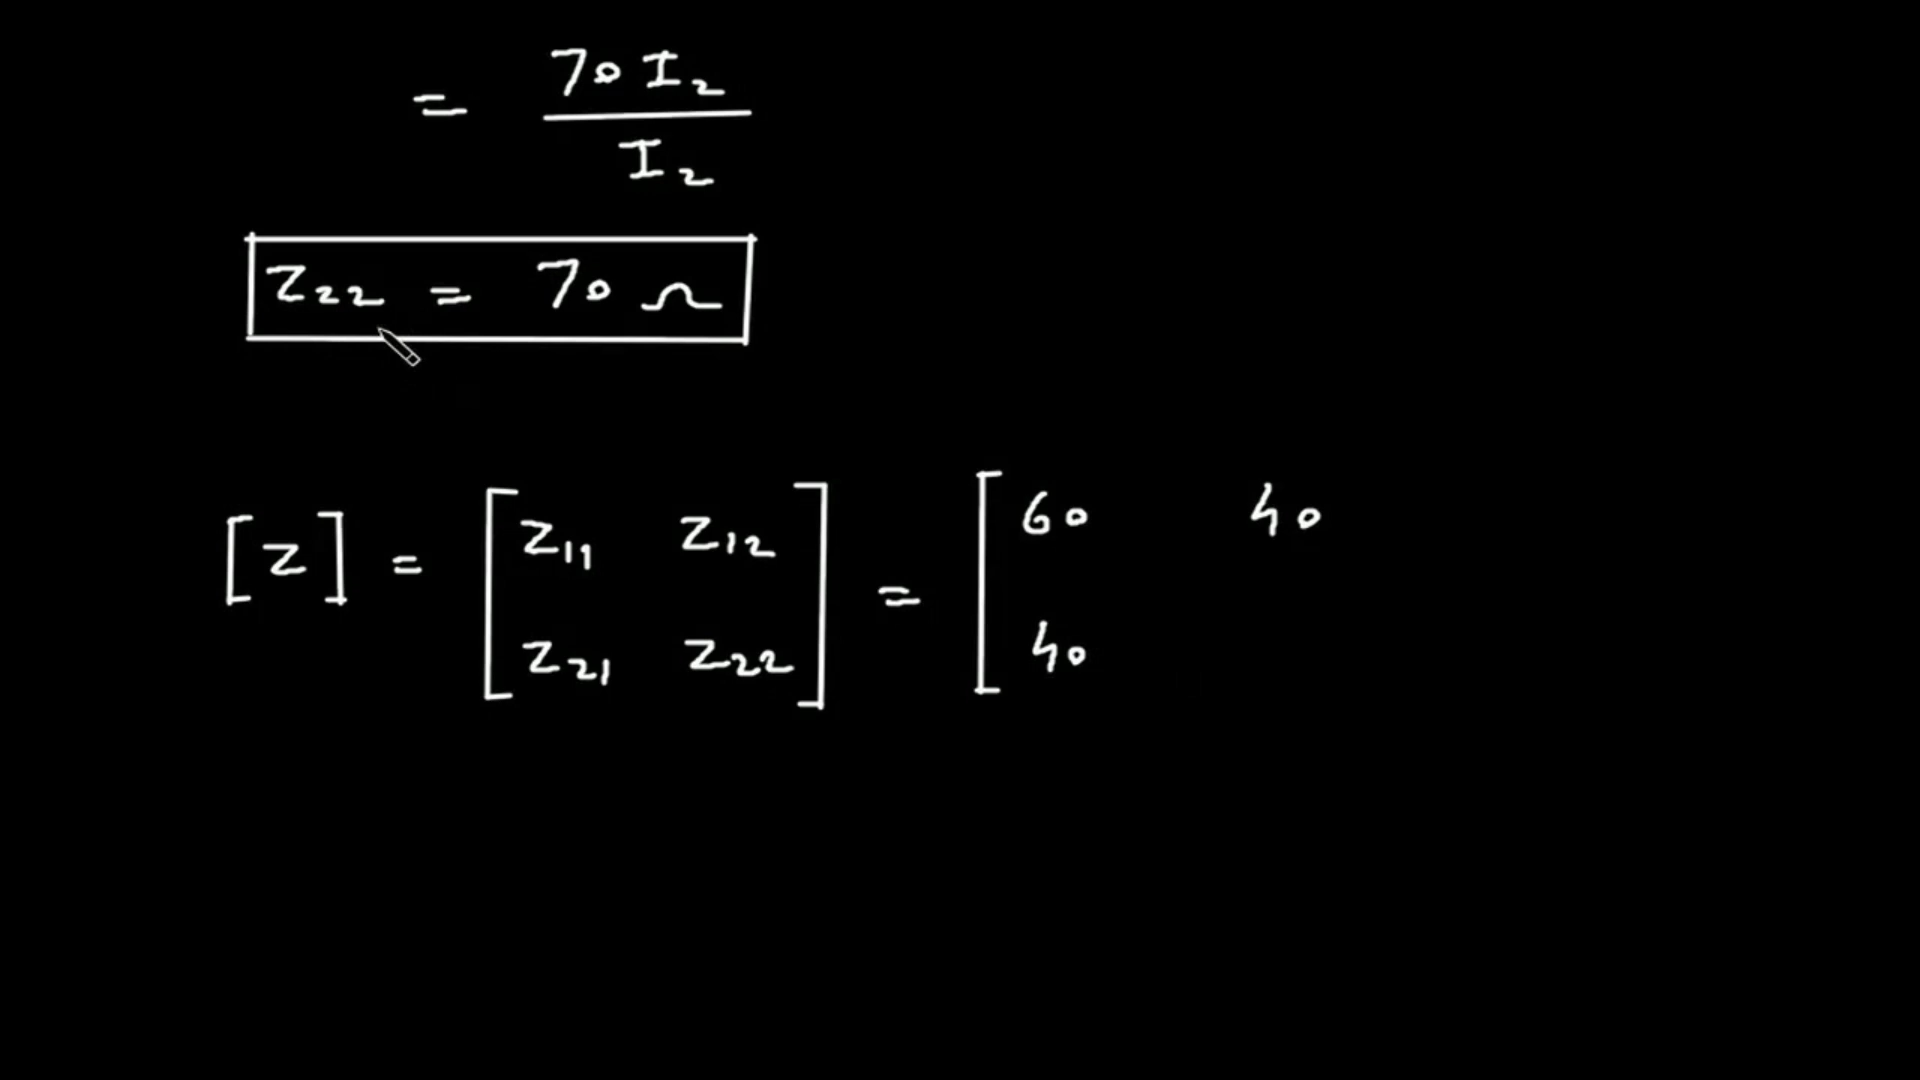 = 70 I₂ / I₂
Z₂₂ = 70 Ω
[Z] = [Z₁₁ Z₁₂ = [60 40
Z₂₁ Z₂₂] 40